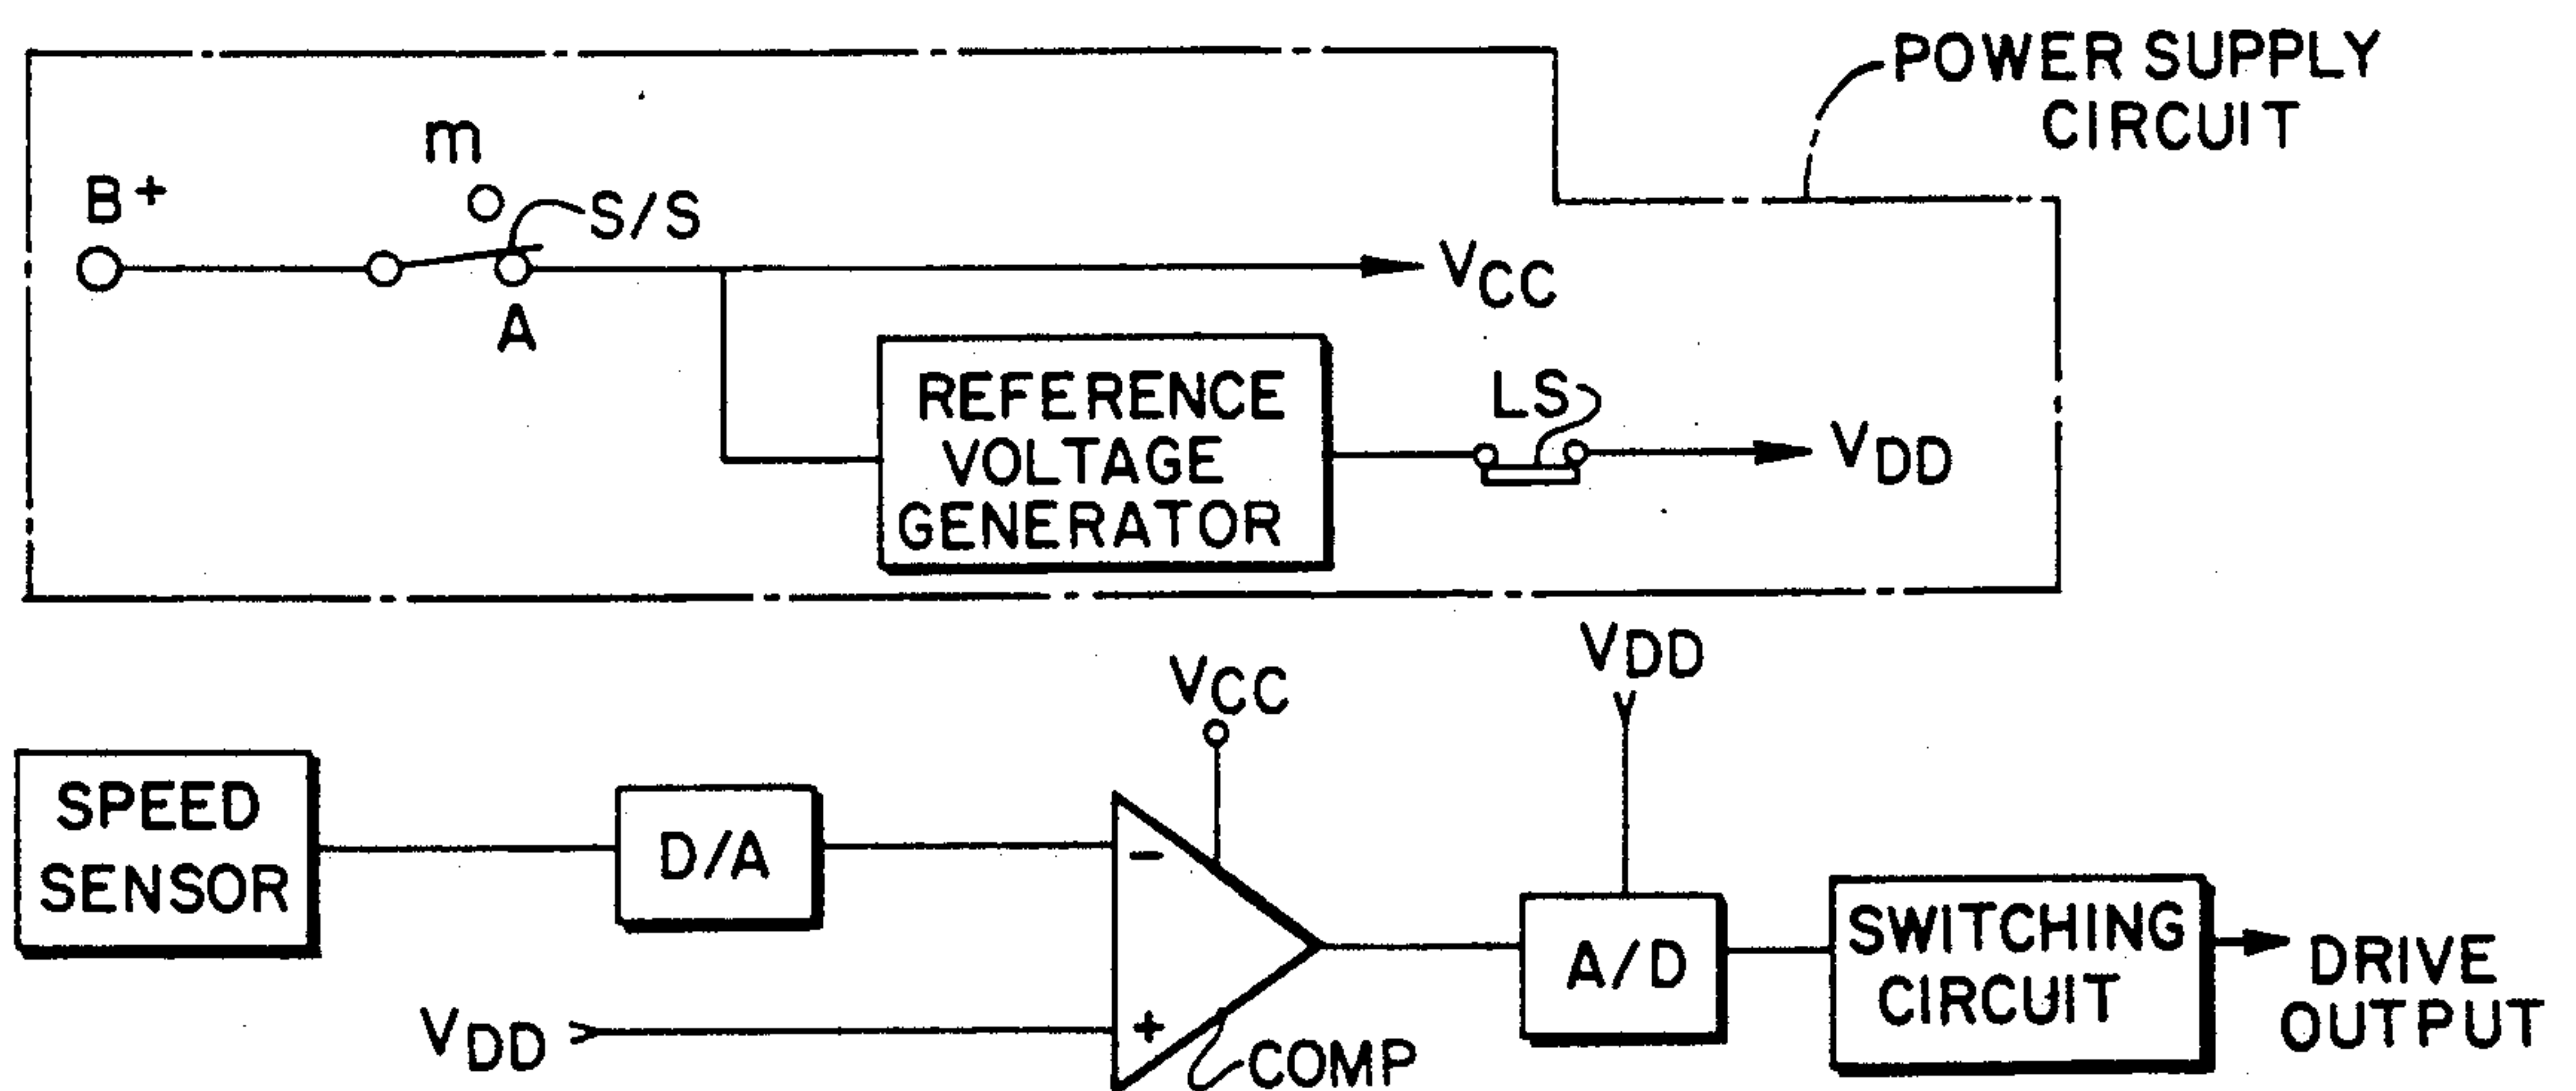 POWER SUPPLY
CIRCUIT
m
B+
S/S
A
VCC
REFERENCE
VOLTAGE
GENERATOR
LS
VDD
VDD
VCC
SPEED
SENSOR
D/A
−
+
VDD
COMP
A/D
SWITCHING
CIRCUIT
DRIVE
OUTPUT